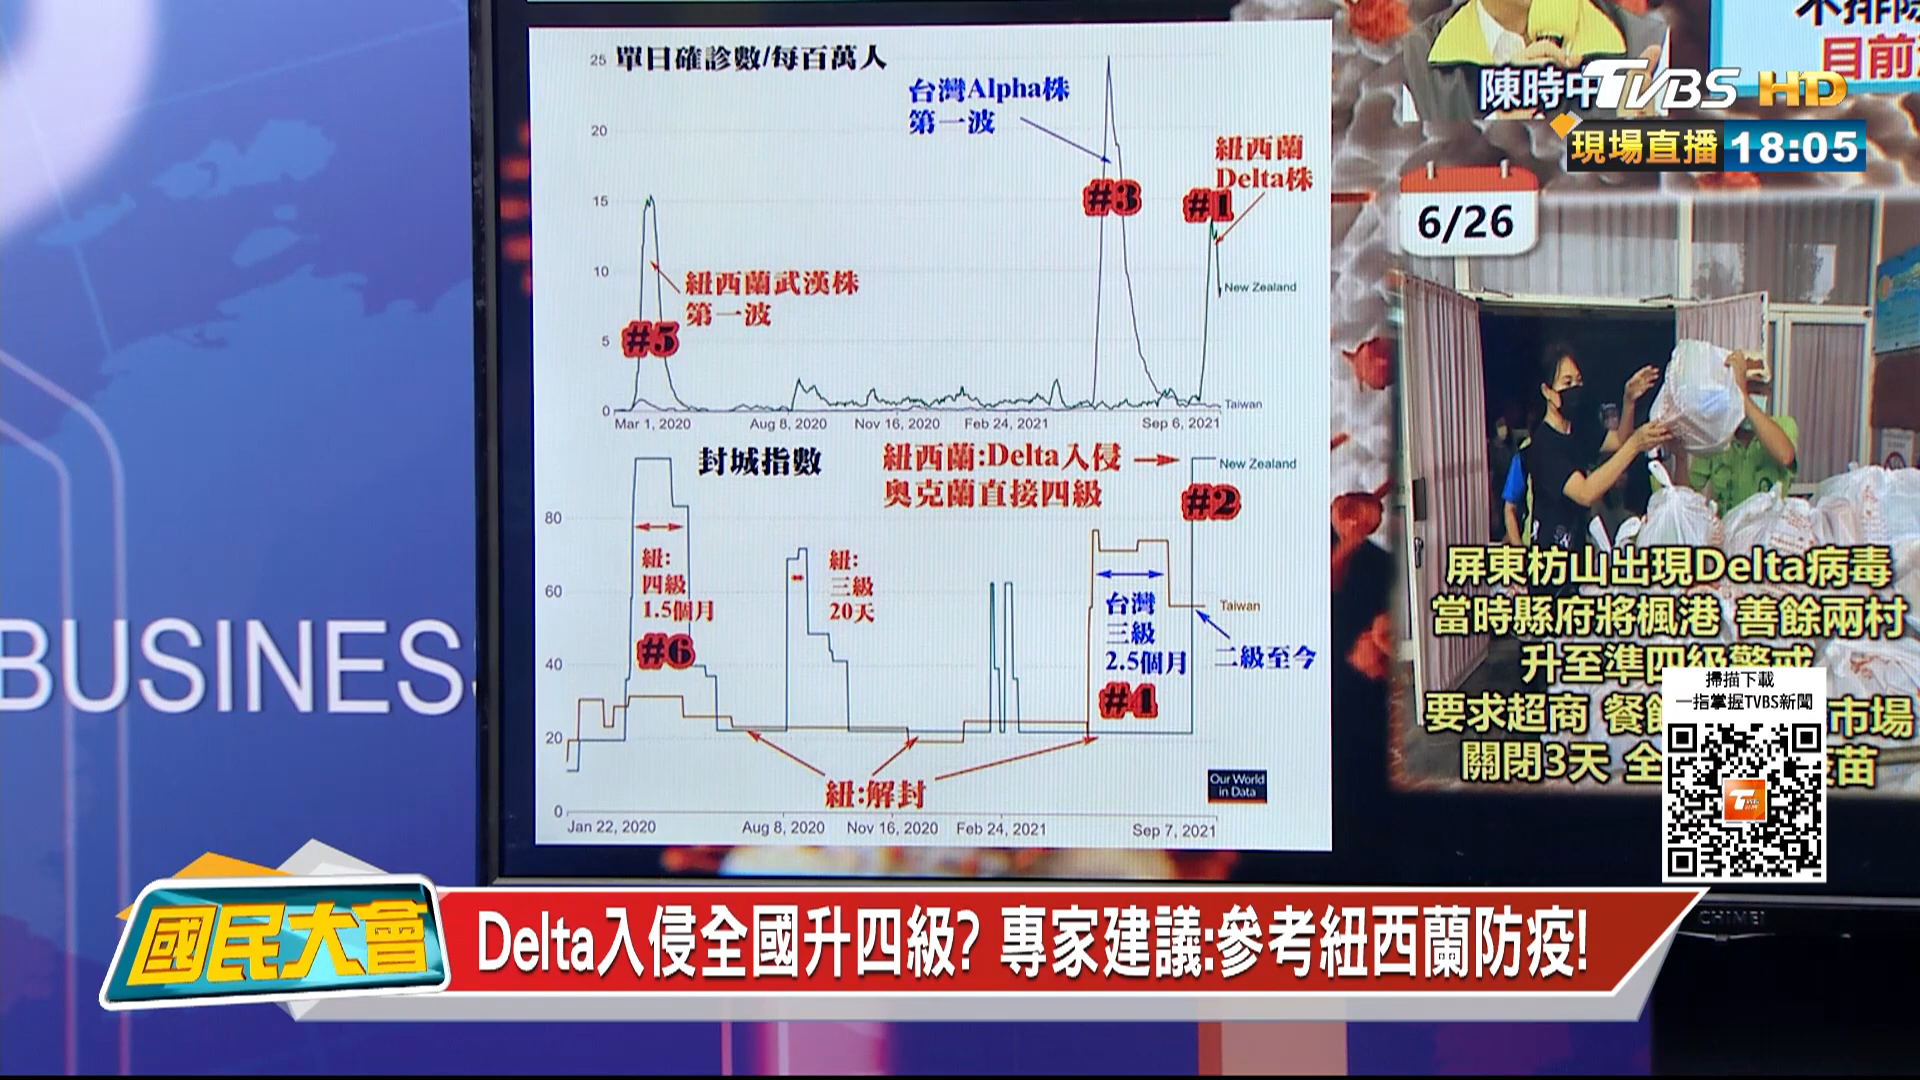 BUSINES
25
單日確診數/每百萬人
20
15
10
5
0
台灣Alpha株
第一波
紐西蘭
Delta株
#3
#1
紐西蘭武漢株
第一波
#5
New Zealand
Taiwan
Mar 1, 2020
Aug 8, 2020
Nov 16, 2020
Feb 24, 2021
Sep 6, 2021
封城指數
紐西蘭:Delta入侵
奧克蘭直接四級
New Zealand
#2
80
60
40
20
0
紐:
四級
1.5個月
#6
紐:
三級
20天
台灣
三級
2.5個月
#4
Taiwan
二級至今
紐:解封
Our World
in Data
Jan 22, 2020
Aug 8, 2020
Nov 16, 2020
Feb 24, 2021
Sep 7, 2021
不排除
目前
陳時中
TVBS HD
現場直播 18:05
6/26
屏東枋山出現Delta病毒
當時縣府將楓港 善餘兩村
升至準四級警戒
要求超商 餐 市場
關閉3天 全 苗
掃描下載
一指掌握TVBS新聞
CHIMEI
國民大會
Delta入侵全國升四級? 專家建議:參考紐西蘭防疫!